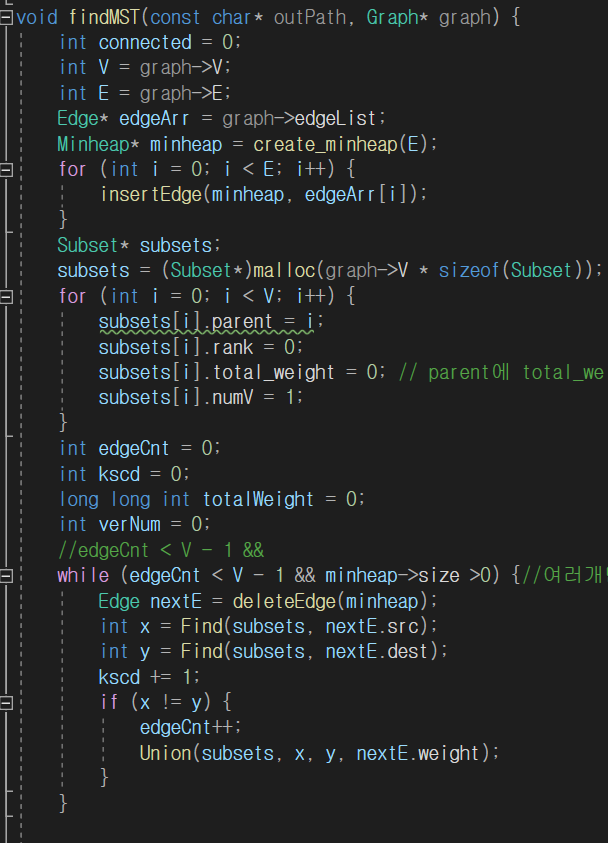 void findMST(const char* outPath, Graph* graph) {
    int connected = 0;
    int V = graph->V;
    int E = graph->E;
    Edge* edgeArr = graph->edgeList;
    Minheap* minheap = create_minheap(E);
    for (int i = 0; i < E; i++) {
        insertEdge(minheap, edgeArr[i]);
    }
    Subset* subsets;
    subsets = (Subset*)malloc(graph->V * sizeof(Subset));
    for (int i = 0; i < V; i++) {
        subsets[i].parent = i;
        subsets[i].rank = 0;
        subsets[i].total_weight = 0; // parent에 total_we
        subsets[i].numV = 1;
    }
    int edgeCnt = 0;
    int kscd = 0;
    long long int totalWeight = 0;
    int verNum = 0;
    //edgeCnt < V - 1 &&
    while (edgeCnt < V - 1 && minheap->size >0) {//여러개
        Edge nextE = deleteEdge(minheap);
        int x = Find(subsets, nextE.src);
        int y = Find(subsets, nextE.dest);
        kscd += 1;
        if (x != y) {
            edgeCnt++;
            Union(subsets, x, y, nextE.weight);
        }
    }